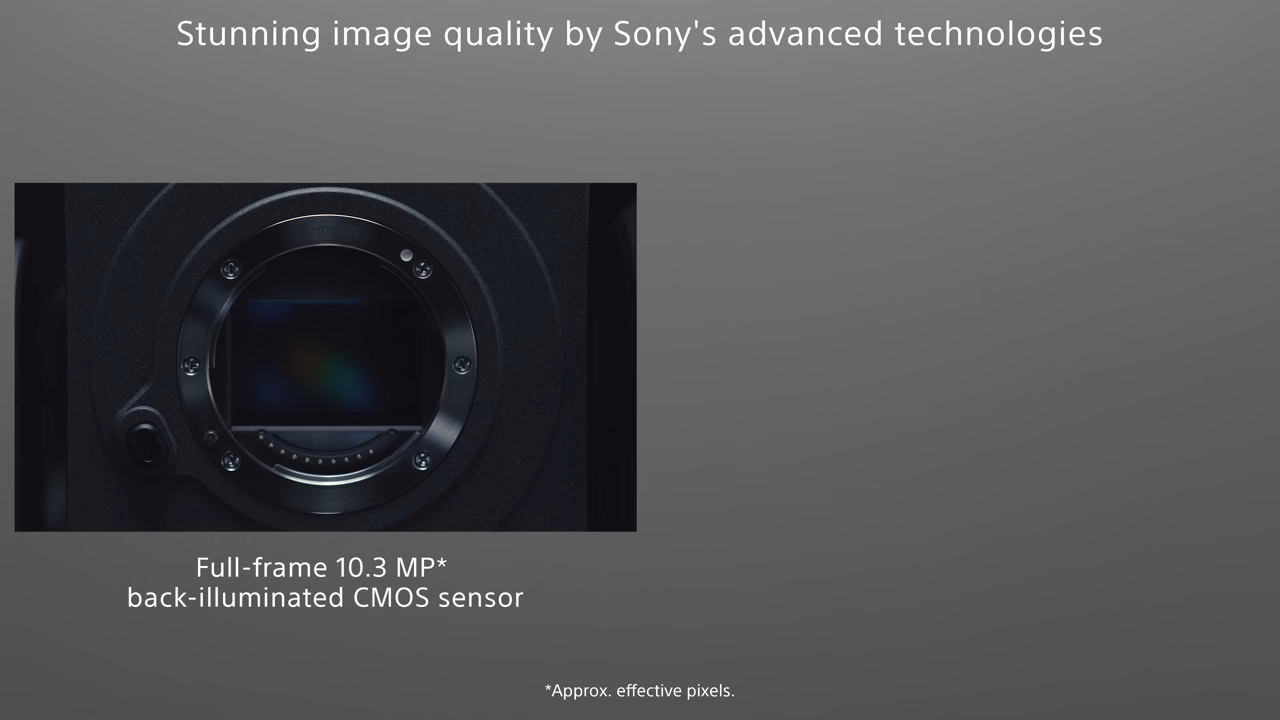 Stunning image quality by Sony's advanced technologies
Full-frame 10.3 MP*
back-illuminated CMOS sensor
*Approx. effective pixels.